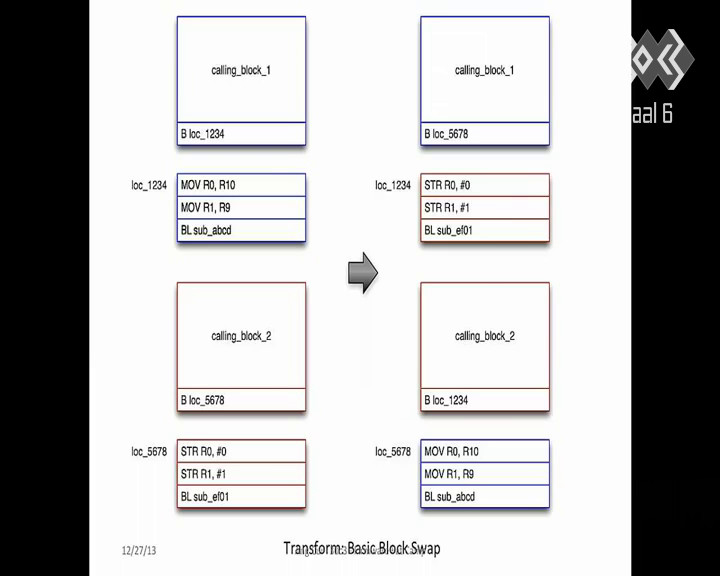 calling_block_1
B loc_1234
loc_1234
MOV R0, R10
MOV R1, R9
BL sub_abcd
calling_block_2
B loc_5678
loc_5678
STR R0, #0
STR R1, #1
BL sub_ef01
calling_block_1
B loc_5678
loc_1234
STR R0, #0
STR R1, #1
BL sub_ef01
calling_block_2
B loc_1234
loc_5678
MOV R0, R10
MOV R1, R9
BL sub_abcd
aal 6
12/27/13
Transform: Basic Block Swap